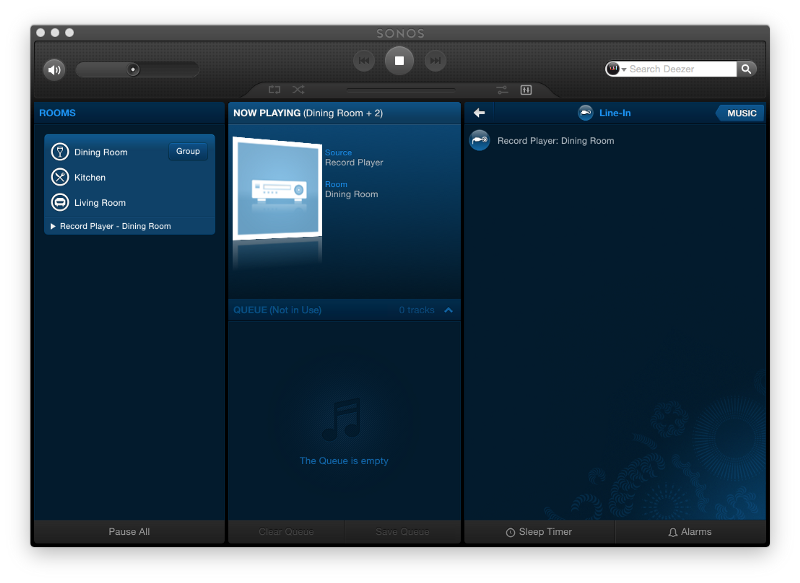 SONOS
Search Deezer
ROOMS
Dining Room
Group
Kitchen
Living Room
Record Player - Dining Room
Pause All
NOW PLAYING (Dining Room + 2)
Source
Record Player
Room
Dining Room
QUEUE (Not in Use)
0 tracks
The Queue is empty
Clear Queue
Save Queue
Line-In
MUSIC
Record Player: Dining Room
Sleep Timer
Alarms